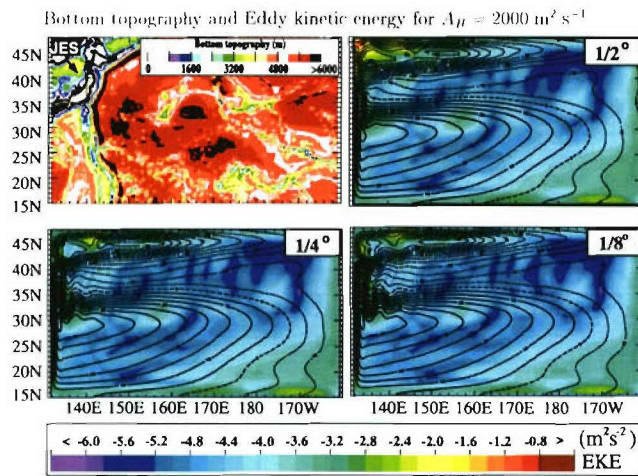 Bottom topography and Eddy kinetic energy for A_H = 2000 m² s⁻¹
JES
Bottom topography (m)
0 1600 3200 4800 >6000
45N
40N
35N
30N
25N
20N
15N
1/2°
45N
40N
35N
30N
25N
20N
15N
1/4°
1/8°
140E 150E 160E 170E 180 170W
140E 150E 160E 170E 180 170W
< -6.0 -5.6 -5.2 -4.8 -4.4 -4.0 -3.6 -3.2 -2.8 -2.4 -2.0 -1.6 -1.2 -0.8 >
(m²s⁻²)
EKE